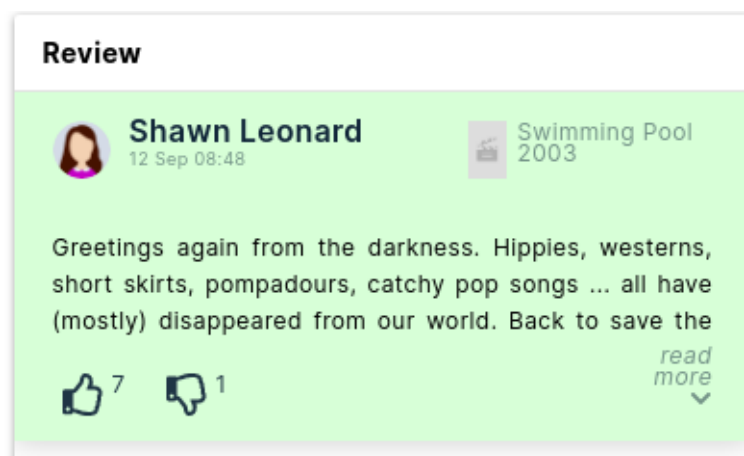 Review
Shawn Leonard
12 Sep 08:48
Swimming Pool
2003
Greetings again from the darkness. Hippies, westerns,
short skirts, pompadours, catchy pop songs ... all have
(mostly) disappeared from our world. Back to save the
read
more
7
1